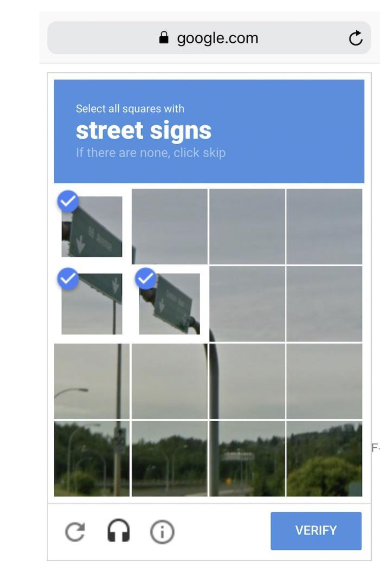 google.com
Select all squares with
street signs
If there are none, click skip
VERIFY